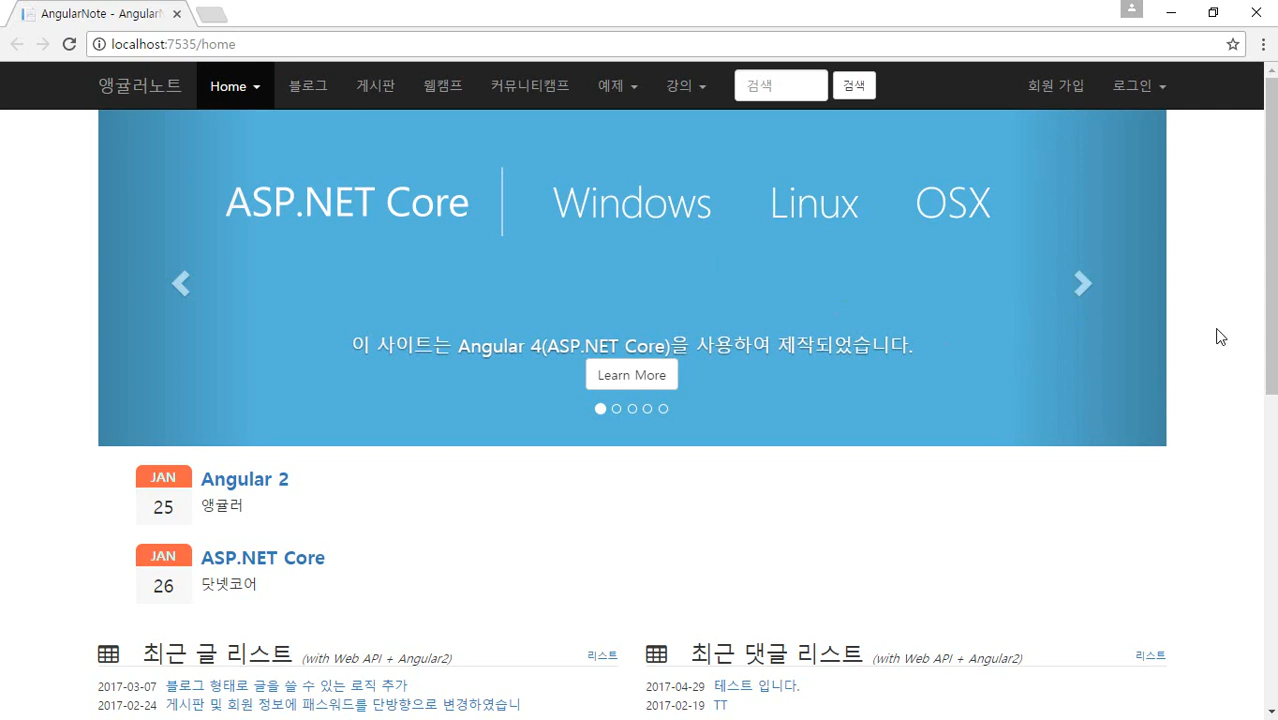 AngularNote - AngularN
localhost:7535/home
앵귤러노트 Home 블로그 게시판 웹캠프 커뮤니티캠프 예제 강의 검색 검색 회원 가입 로그인
ASP.NET Core Windows Linux OSX
이 사이트는 Angular 4(ASP.NET Core)을 사용하여 제작되었습니다.
Learn More
JAN Angular 2
25 앵귤러
JAN ASP.NET Core
26 닷넷코어
최근 글 리스트 (with Web API + Angular2) 리스트
2017-03-07 블로그 형태로 글을 쓸 수 있는 로직 추가
2017-02-24 게시판 및 회원 정보에 패스워드를 단방향으로 변경하였습니
최근 댓글 리스트 (with Web API + Angular2) 리스트
2017-04-29 테스트 입니다.
2017-02-19 TT